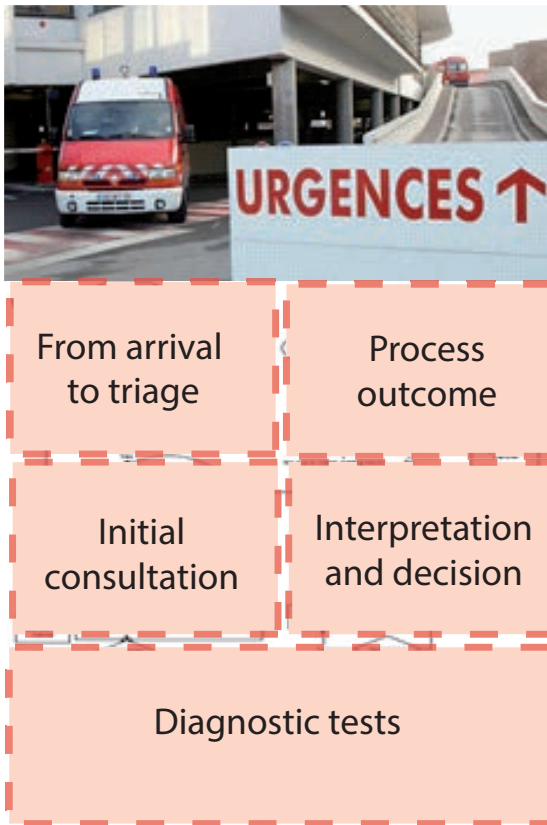 URGENCES
From arrival
to triage
Process
outcome
Initial
consultation
Interpretation
and decision
Diagnostic tests